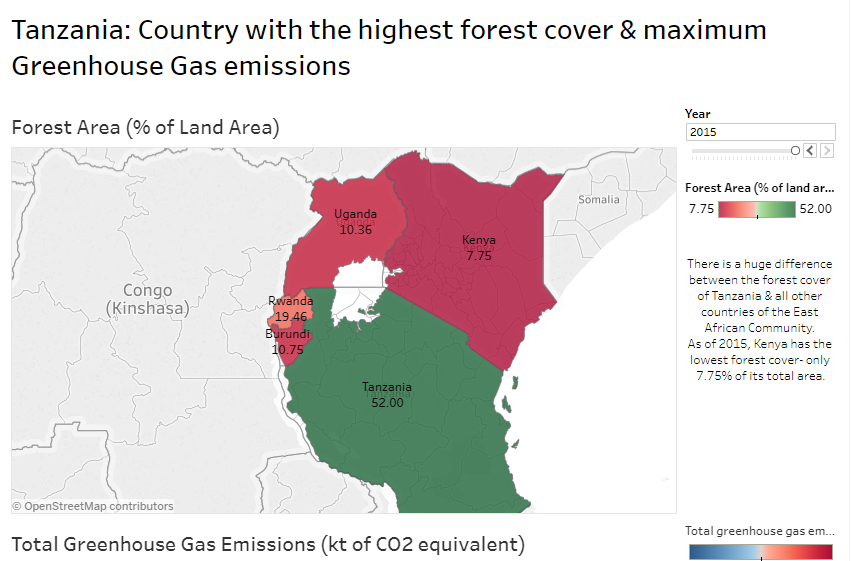 Tanzania: Country with the highest forest cover & maximum
Greenhouse Gas emissions
Forest Area (% of Land Area)
Year
2015
Forest Area (% of land ar...
7.75
52.00
Uganda
10.36
Kenya
7.75
Somalia
Congo
(Kinshasa)
Rwanda
19.46
Burundi
10.75
Tanzania
52.00
There is a huge difference
between the forest cover
of Tanzania & all other
countries of the East
African Community.
As of 2015, Kenya has the
lowest forest cover- only
7.75% of its total area.
© OpenStreetMap contributors
Total Greenhouse Gas Emissions (kt of CO2 equivalent)
Total greenhouse gas em...